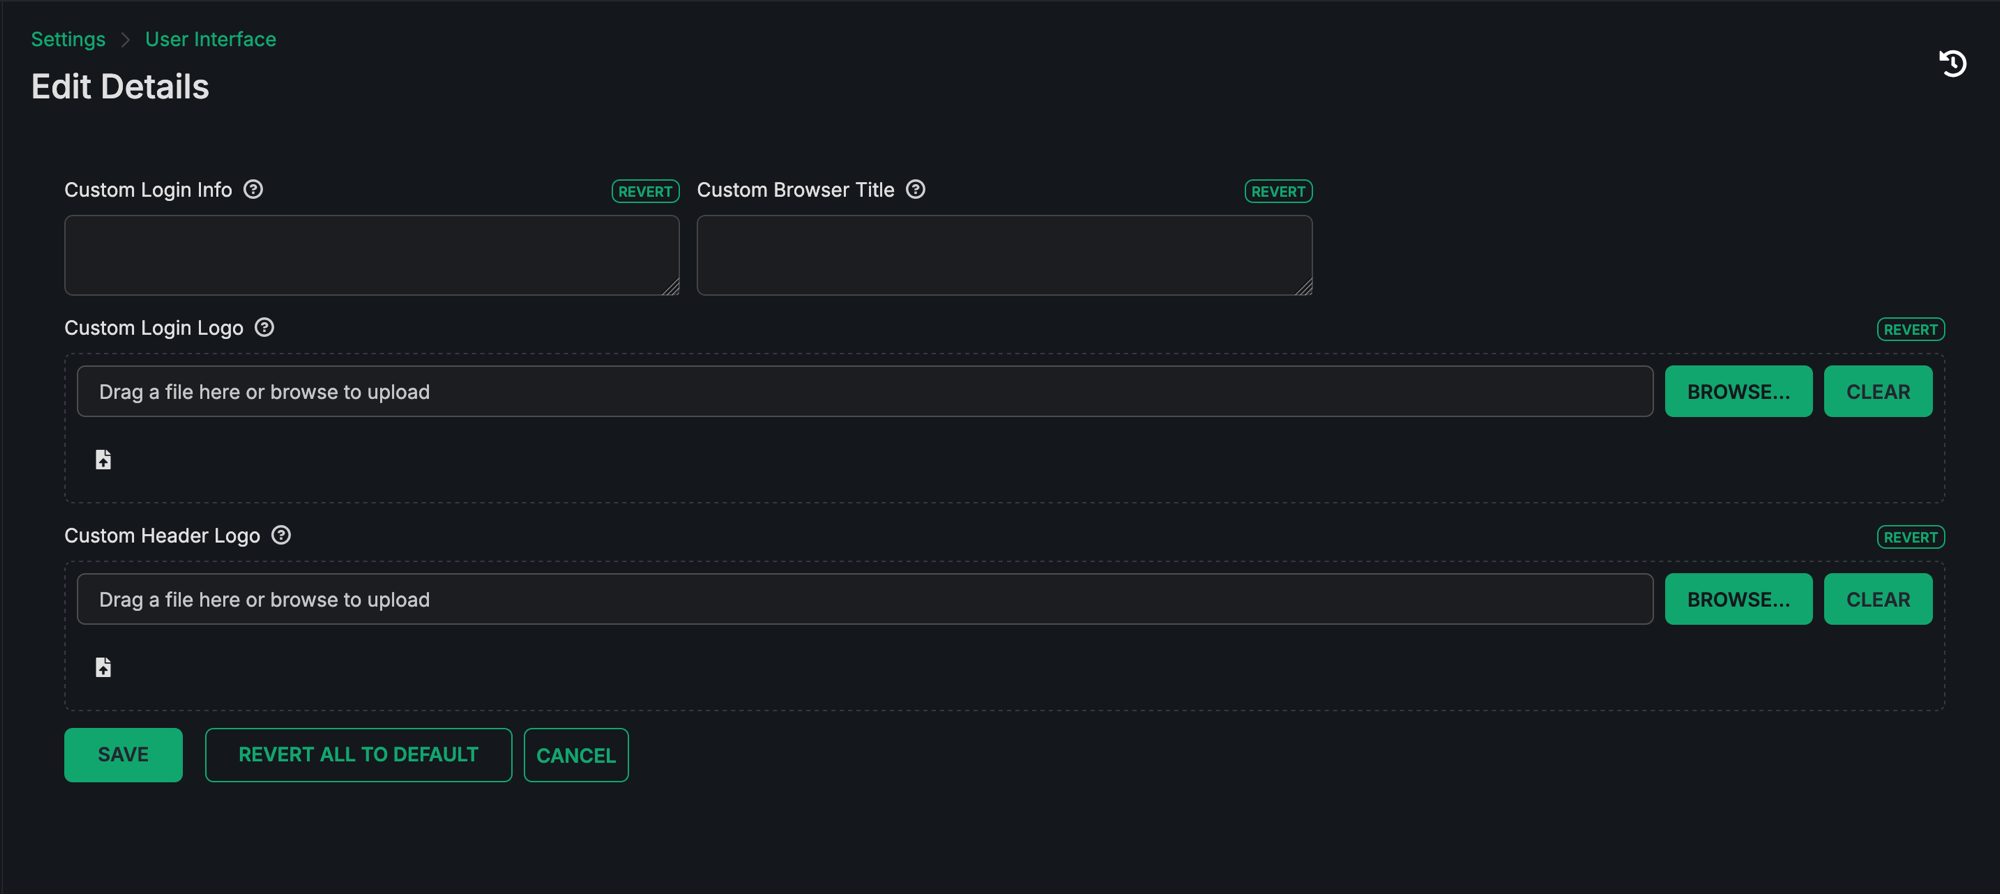 Settings > User Interface
Edit Details
Custom Login Info ? REVERT Custom Browser Title ? REVERT
Custom Login Logo ? REVERT
Drag a file here or browse to upload BROWSE... CLEAR
Custom Header Logo ? REVERT
Drag a file here or browse to upload BROWSE... CLEAR
SAVE REVERT ALL TO DEFAULT CANCEL